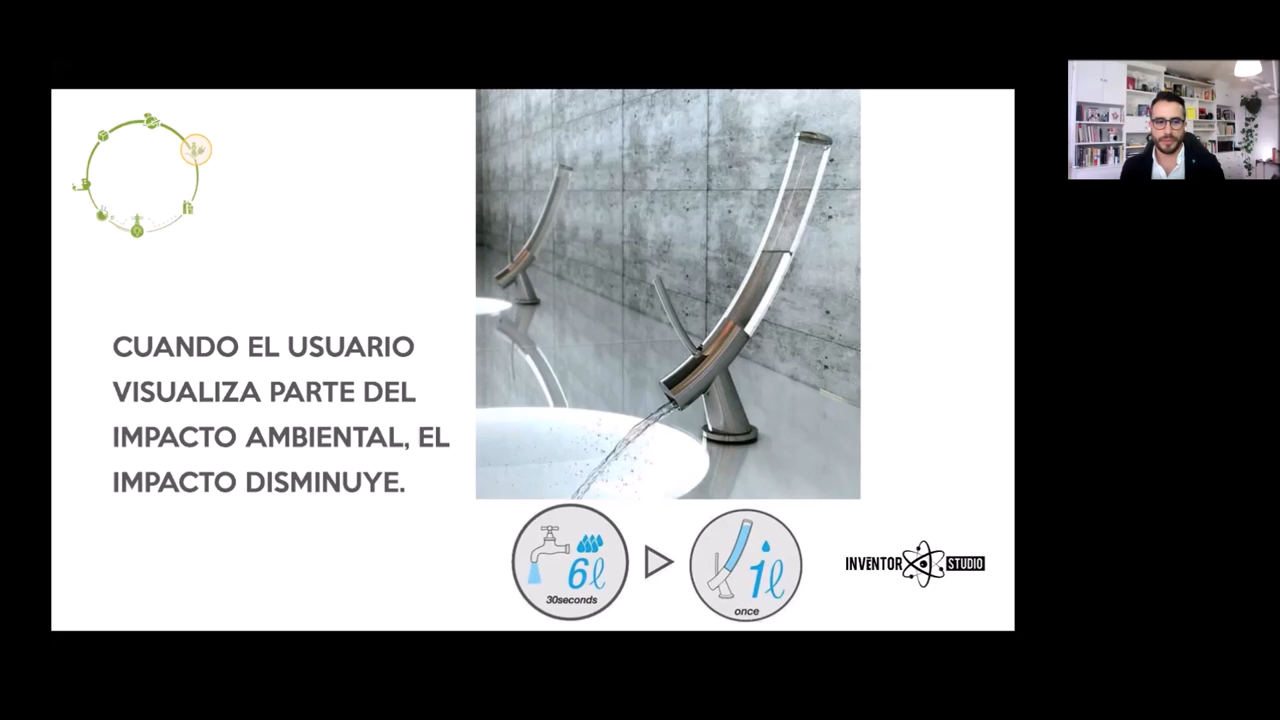 CUANDO EL USUARIO
VISUALIZA PARTE DEL
IMPACTO AMBIENTAL, EL
IMPACTO DISMINUYE.
6ℓ
30seconds
1ℓ
once
INVENTOR STUDIO